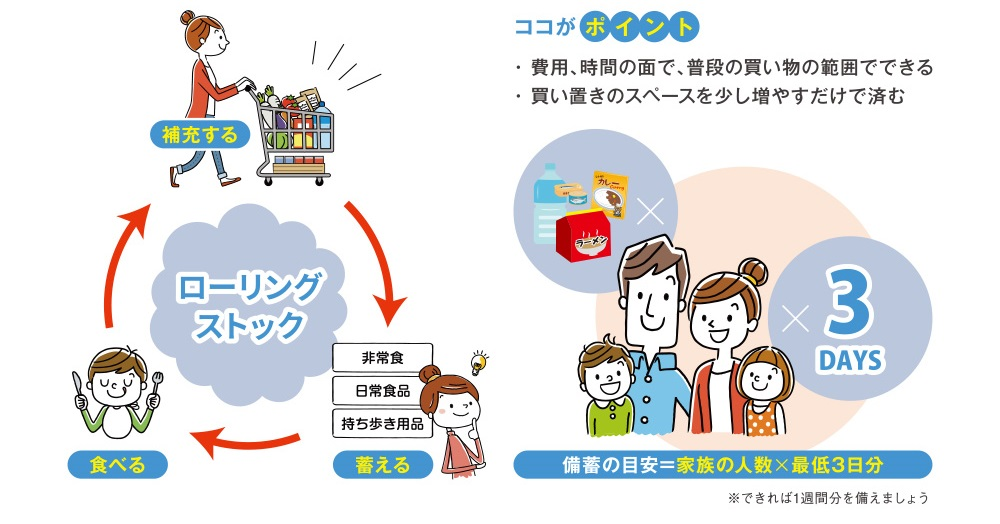 補充する
ローリング
ストック
非常食
日常食品
持ち歩き用品
食べる
蓄える
ココがポイント
・費用、時間の面で、普段の買い物の範囲でできる
・買い置きのスペースを少し増やすだけで済む
カレー
ラーメン
×
×3
DAYS
備蓄の目安=家族の人数×最低3日分
※できれば1週間分を備えましょう